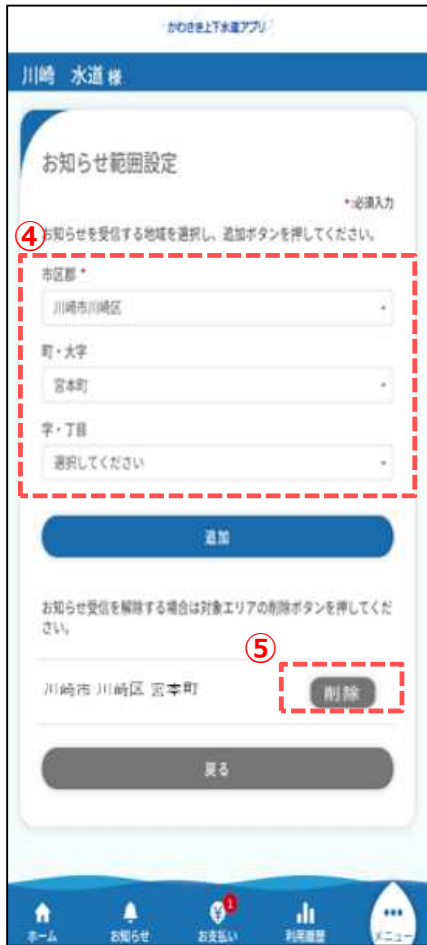 かわさき上下水道アプリ
川崎　水道 様
お知らせ範囲設定
*:必須入力
④
お知らせを受信する地域を選択し、追加ボタンを押してください。
市区郡 *
川崎市川崎区
町・大字
宮本町
字・丁目
選択してください
追加
お知らせ受信を解除する場合は対象エリアの削除ボタンを押してくだ
さい。
⑤
川崎市 川崎区 宮本町
削除
戻る
1
ホーム お知らせ お支払い 利用履歴 メニュー